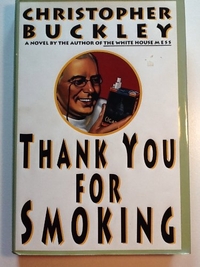 CHRISTOPHER
BUCKLEY
A NOVEL BY THE AUTHOR OF THE WHITE HOUSE MESS
THANK YOU
FOR
SMOKING